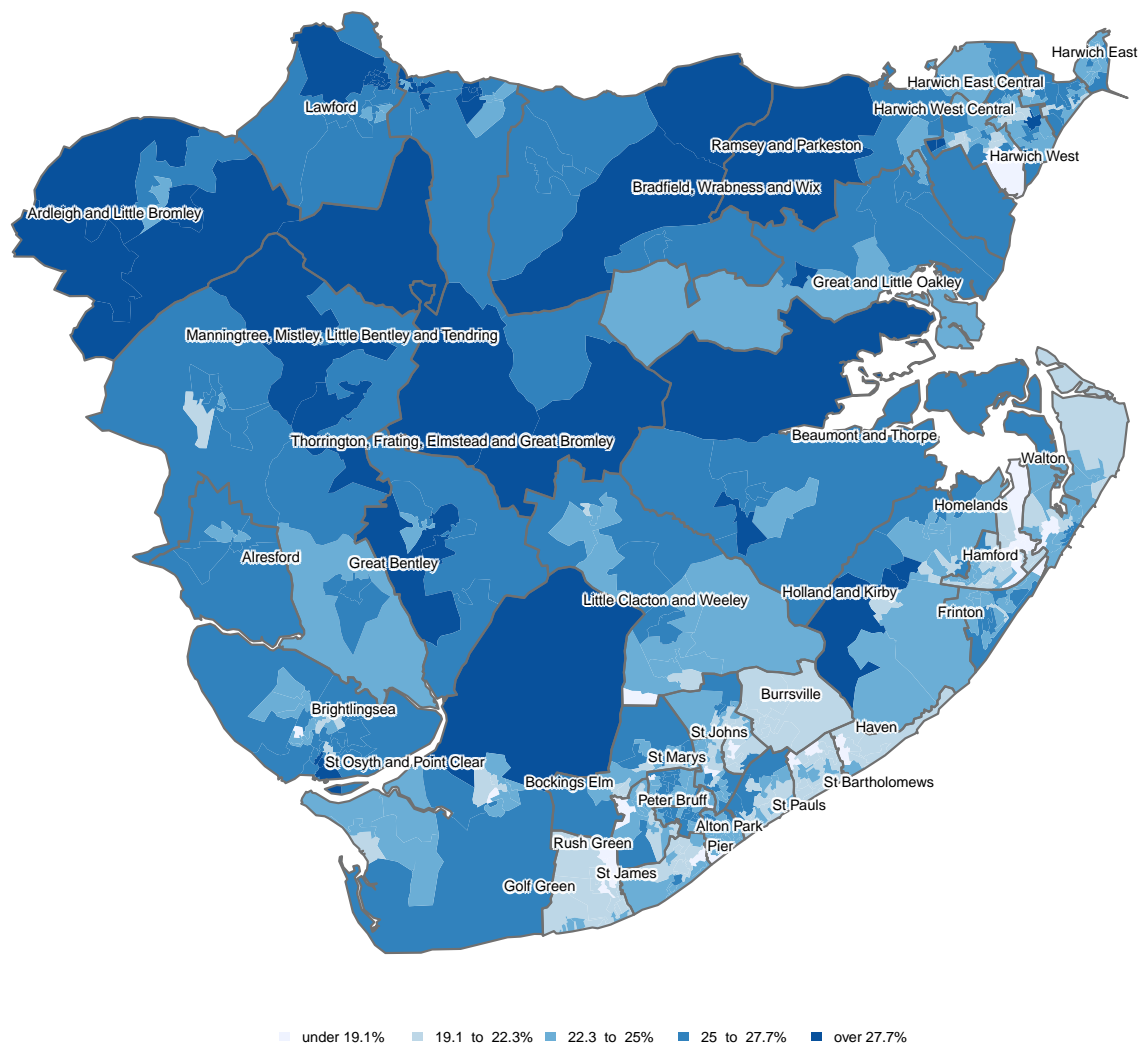 Harwich East
Harwich East Central
Lawford
Harwich West Central
Ramsey and Parkeston
Harwich West
Bradfield, Wrabness and Wix
Ardleigh and Little Bromley
Great and Little Oakley
Manningtree, Mistley, Little Bentley and Tendring
Beaumont and Thorpe
Thorrington, Frating, Elmstead and Great Bromley
Walton
Homelands
Hamford
Alresford
Great Bentley
Holland and Kirby
Little Clacton and Weeley
Frinton
Burrsville
Brightlingsea
Haven
St Johns
St Marys
St Osyth and Point Clear
Bockings Elm
St Bartholomews
Peter Bruff
St Pauls
Alton Park
Rush Green
Pier
St James
Golf Green
under 19.1% 19.1 to 22.3% 22.3 to 25% 25 to 27.7% over 27.7%